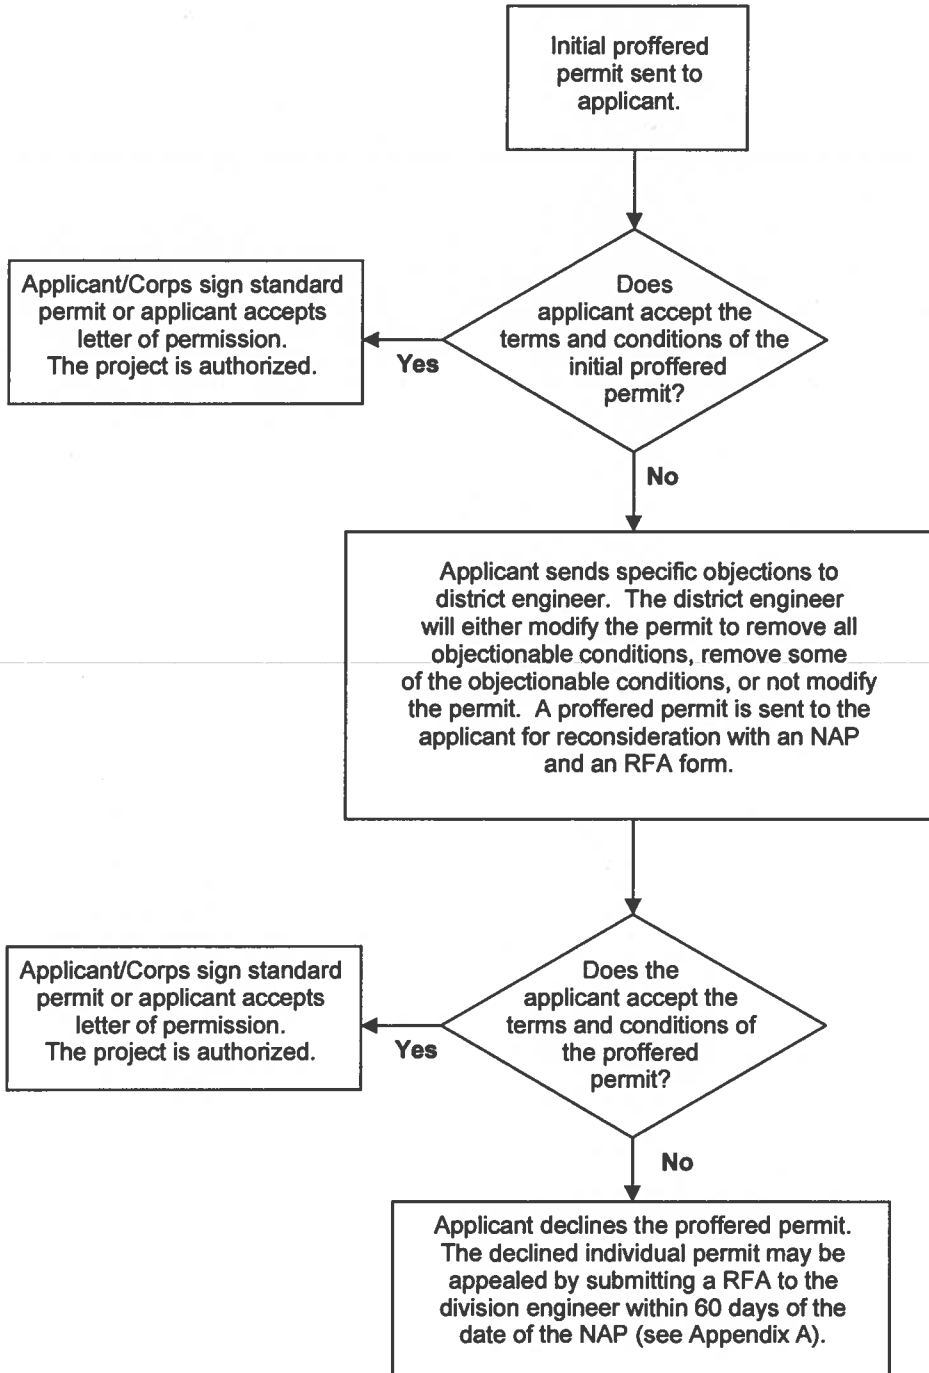 Initial proffered
permit sent to
applicant.
Does
applicant accept the
terms and conditions of the
initial proffered
permit?
Yes
Applicant/Corps sign standard
permit or applicant accepts
letter of permission.
The project is authorized.
No
Applicant sends specific objections to
district engineer. The district engineer
will either modify the permit to remove all
objectionable conditions, remove some
of the objectionable conditions, or not modify
the permit. A proffered permit is sent to the
applicant for reconsideration with an NAP
and an RFA form.
Does the
applicant accept the
terms and conditions of
the proffered
permit?
Yes
Applicant/Corps sign standard
permit or applicant accepts
letter of permission.
The project is authorized.
No
Applicant declines the proffered permit.
The declined individual permit may be
appealed by submitting a RFA to the
division engineer within 60 days of the
date of the NAP (see Appendix A).